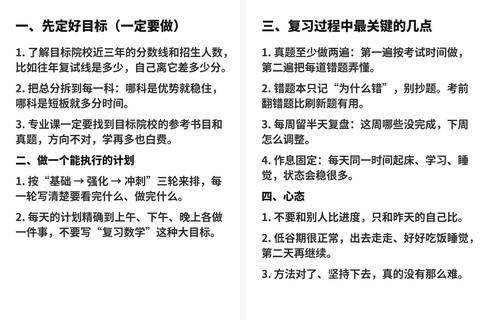 一、先定好目标（一定要做）
1. 了解目标院校近三年的分数线和招生人数，
比如往年复试线是多少，自己离它差多少分。
2. 把总分拆到每一科：哪科是优势就稳住，
哪科是短板就多分时间。
3. 专业课一定要找到目标院校的参考书目和
真题，方向不对，学再多也白费。
二、做一个能执行的计划
1. 按“基础 → 强化 → 冲刺”三轮来排，每
一轮写清楚要看完什么、做完什么。
2. 每天的计划精确到上午、下午、晚上各做
一件事，不要写“复习数学”这种大目标。
三、复习过程中最关键的几点
1. 真题至少做两遍：第一遍按考试时间做，
第二遍把每道错题弄懂。
2. 错题本只记“为什么错”，别抄题。考前
翻错题比刷新题有用。
3. 每周留半天复盘：这周哪些没完成，下周
怎么调整。
4. 作息固定：每天同一时间起床、学习、睡
觉，状态会稳很多。
四、心态
1. 不要和别人比进度，只和昨天的自己比。
2. 低谷期很正常，出去走走、好好吃饭睡觉，
第二天再继续。
3. 方法对了、坚持下去，真的没有那么难。